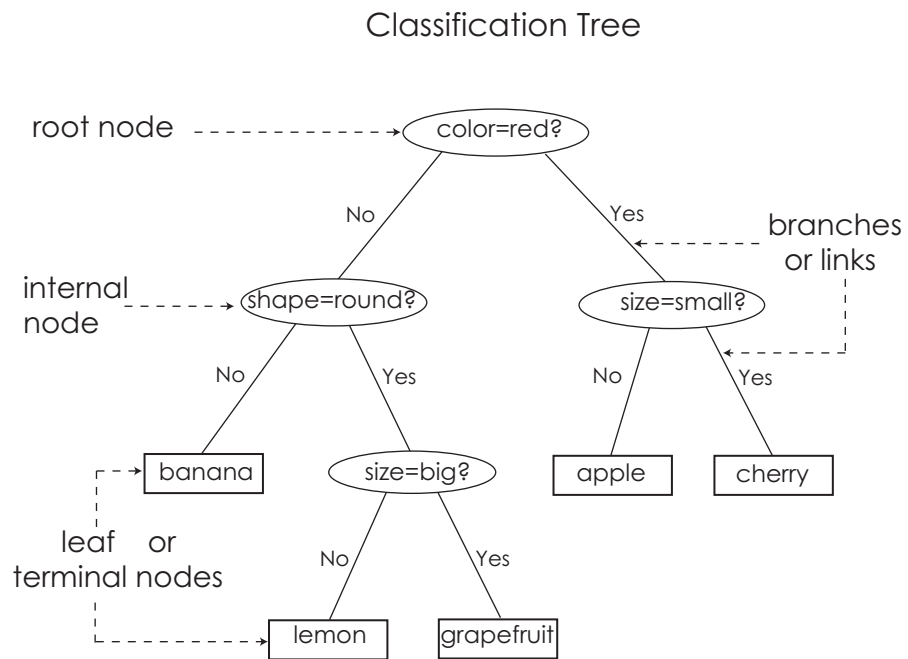 Classification Tree
root node
color=red?
No
Yes
branches
or links
internal
node
shape=round?
size=small?
No
Yes
No
Yes
banana
size=big?
apple
cherry
leaf or
terminal nodes
No
Yes
lemon
grapefruit